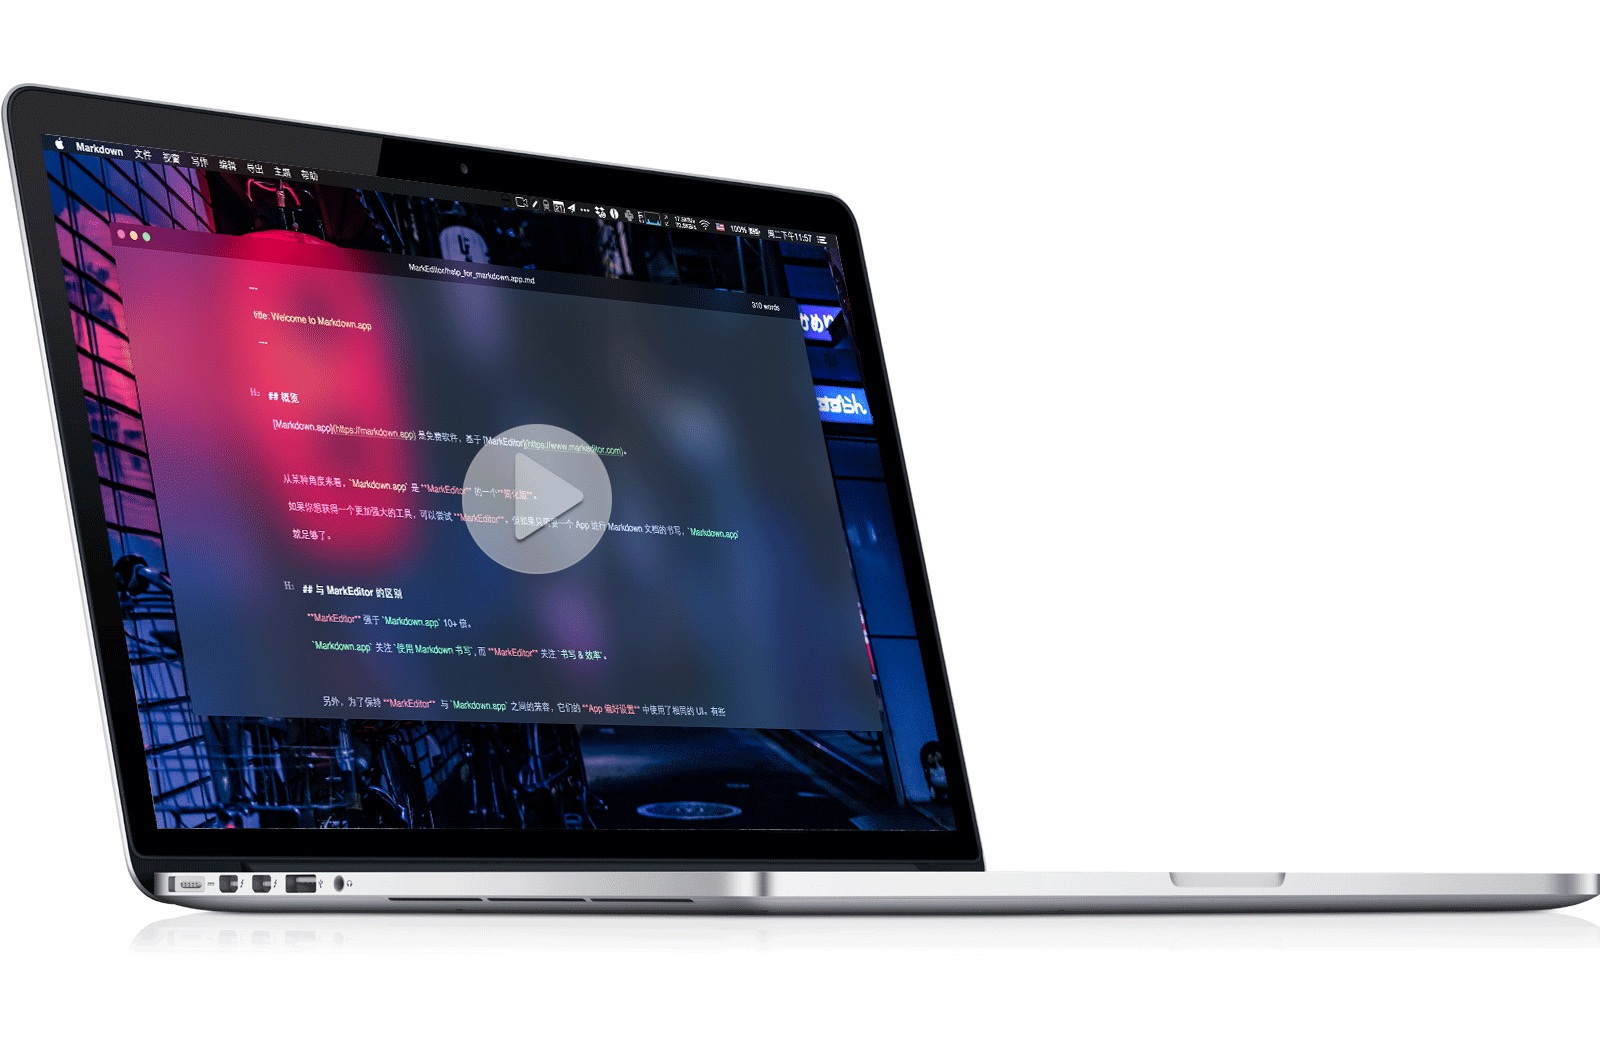 Markdown 文件 视窗 写作 编辑 导出 主题 帮助
100% 周二下午11:57
MarkEditor/help_for_markdown.app.md
310 words
---
title: Welcome to Markdown.app
---
H2 ## 概览
[Markdown.app](https://markdown.app) 是免费软件，基于 [MarkEditor](https://www.markeditor.com)。
从某种角度来看，`Markdown.app` 是 **MarkEditor** 的一个**简化版**。
如果你想获得一个更加强大的工具，可以尝试 **MarkEditor**。但如果只需要一个 App 进行 Markdown 文档的书写，`Markdown.app`
就足够了。
H2 ## 与 MarkEditor 的区别
**MarkEditor** 强于 `Markdown.app` 10+ 倍。
`Markdown.app` 关注 `使用 Markdown 书写`, 而 **MarkEditor** 关注 `书写 & 效率`。
另外，为了保持 **MarkEditor** 与 `Markdown.app` 之间的兼容，它们的 **App 偏好设置** 中使用了相同的 UI。有些
せめり
すずらん